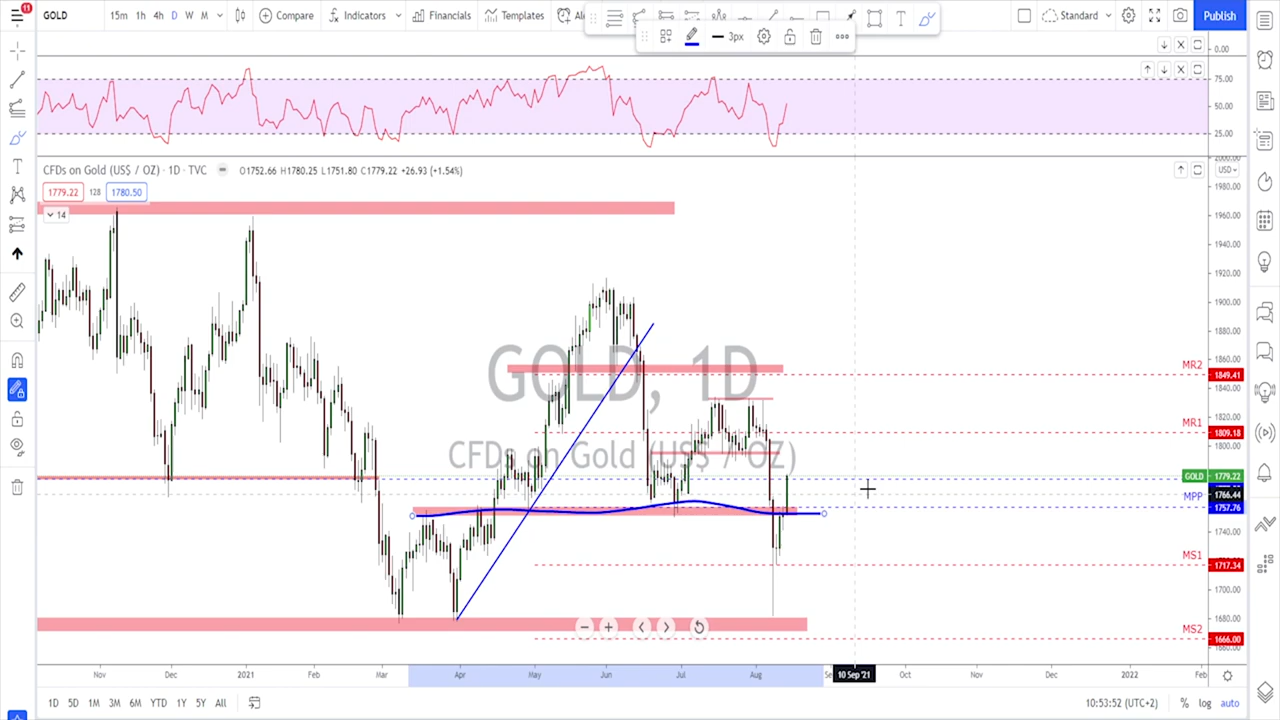 11
GOLD 15m 1h 4h D W M Compare Indicators Financials Templates Standard Publish
3px
0.00
75.00
50.00
25.00
CFDs on Gold (US$ / OZ) · 1D · TVC O1752.66 H1780.25 L1751.80 C1779.22 +26.93 (+1.54%)
USD
1779.22 128 1780.50
14
1980.00
1960.00
1940.00
1920.00
1900.00
1880.00
1860.00
MR2 1849.41
GOLD, 1D
1840.00
1820.00
MR1 1809.18
1800.00
CFDs on Gold (US$ / OZ)
GOLD 1779.22
1766.44
MPP 1757.76
1740.00
MS1 1717.34
1700.00
1680.00
MS2 1666.00
Nov Dec 2021 Feb Mar Apr May Jun Jul Aug 10 Sep '21 Oct Nov Dec 2022 Feb
1D 5D 1M 3M 6M YTD 1Y 5Y All 10:53:52 (UTC+2) % log auto